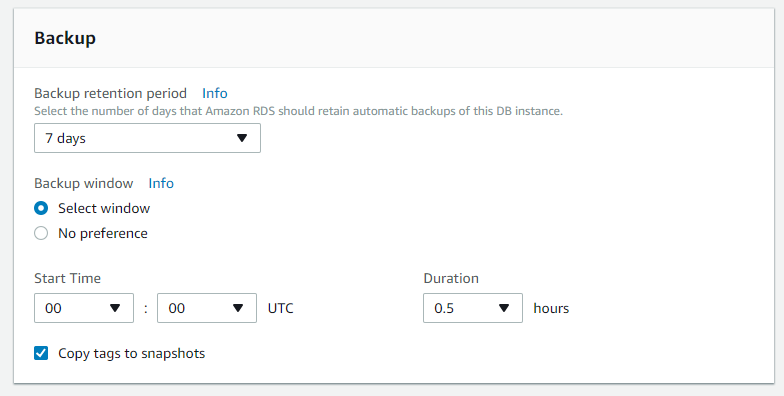 Backup
Backup retention period Info
Select the number of days that Amazon RDS should retain automatic backups of this DB instance.
7 days
Backup window Info
Select window
No preference
Start Time Duration
00 : 00 UTC 0.5 hours
Copy tags to snapshots